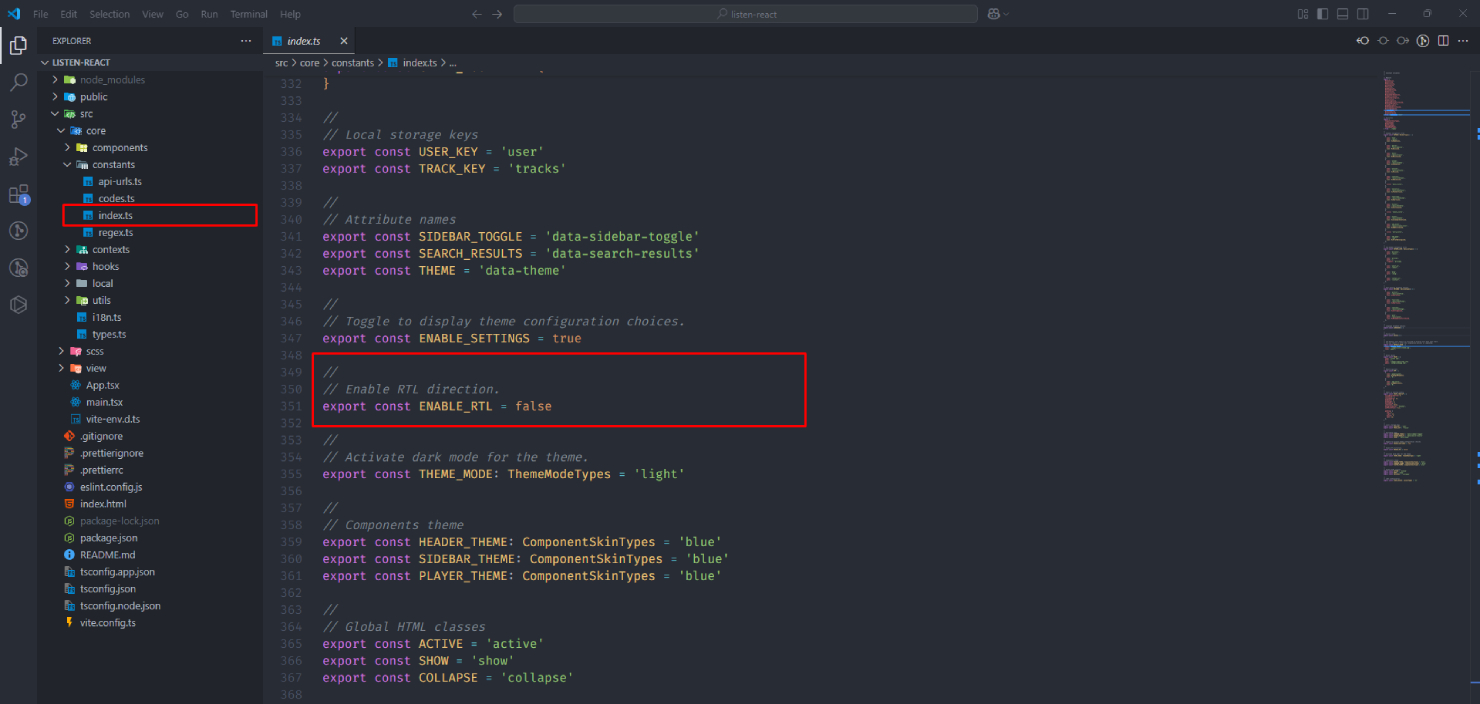 File Edit Selection View Go Run Terminal Help
listen-react
EXPLORER
index.ts
LISTEN-REACT
src > core > constants > index.ts > ...
node_modules
public
src
core
components
constants
api-urls.ts
codes.ts
index.ts
regex.ts
contexts
hooks
local
utils
i18n.ts
types.ts
scss
view
App.tsx
main.tsx
vite-env.d.ts
.gitignore
.prettierignore
.prettierrc
eslint.config.js
index.html
package-lock.json
package.json
README.md
tsconfig.app.json
tsconfig.json
tsconfig.node.json
vite.config.ts
1
332 }
333
334 //
335 // Local storage keys
336 export const USER_KEY = 'user'
337 export const TRACK_KEY = 'tracks'
338
339 //
340 // Attribute names
341 export const SIDEBAR_TOGGLE = 'data-sidebar-toggle'
342 export const SEARCH_RESULTS = 'data-search-results'
343 export const THEME = 'data-theme'
344
345 //
346 // Toggle to display theme configuration choices.
347 export const ENABLE_SETTINGS = true
348
349 //
350 // Enable RTL direction.
351 export const ENABLE_RTL = false
352
353 //
354 // Activate dark mode for the theme.
355 export const THEME_MODE: ThemeModeTypes = 'light'
356
357 //
358 // Components theme
359 export const HEADER_THEME: ComponentSkinTypes = 'blue'
360 export const SIDEBAR_THEME: ComponentSkinTypes = 'blue'
361 export const PLAYER_THEME: ComponentSkinTypes = 'blue'
362
363 //
364 // Global HTML classes
365 export const ACTIVE = 'active'
366 export const SHOW = 'show'
367 export const COLLAPSE = 'collapse'
368